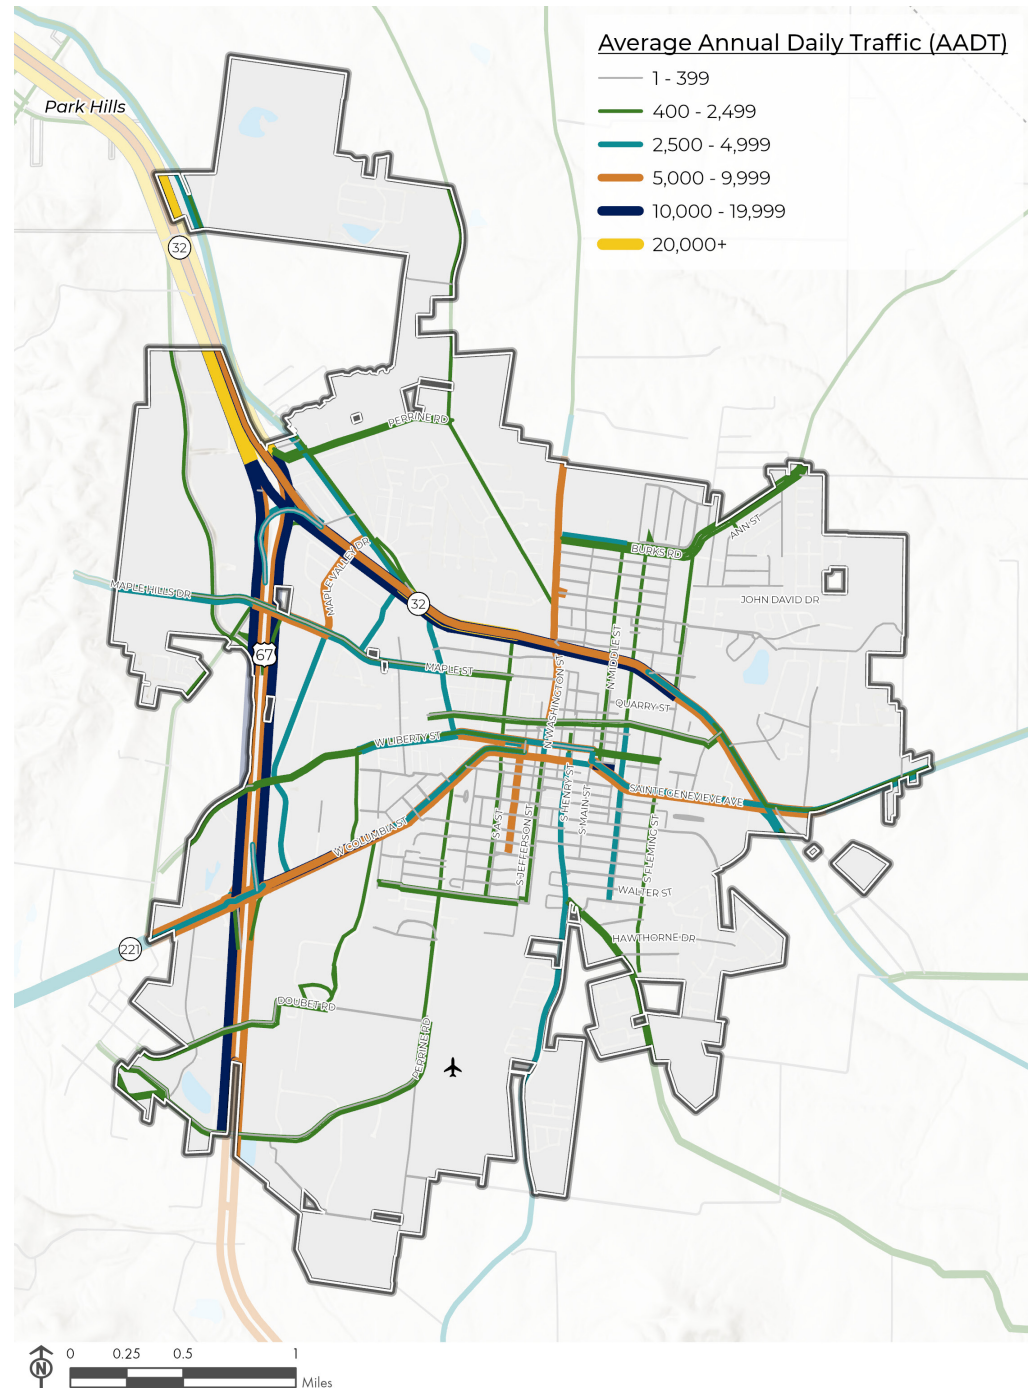 Average Annual Daily Traffic (AADT)
1 - 399
400 - 2,499
2,500 - 4,999
5,000 - 9,999
10,000 - 19,999
20,000+
Park Hills
32
PERRINE RD
BURKS RD
ANN ST
MAPLE VALLEY DR
MAPLE HILLS DR
JOHN DAVID DR
32
67
N MIDDLE ST
MAPLE ST
N WASHINGTON ST
QUARRY ST
W LIBERTY ST
S HENRY ST
S MAIN ST
SAINTE GENEVIEVE AVE
W COLUMBIA ST
S A ST
S JEFFERSON ST
S FLEMING ST
WALTER ST
HAWTHORNE DR
221
DOUBET RD
PERRINE RD
N
0 0.25 0.5 1
Miles